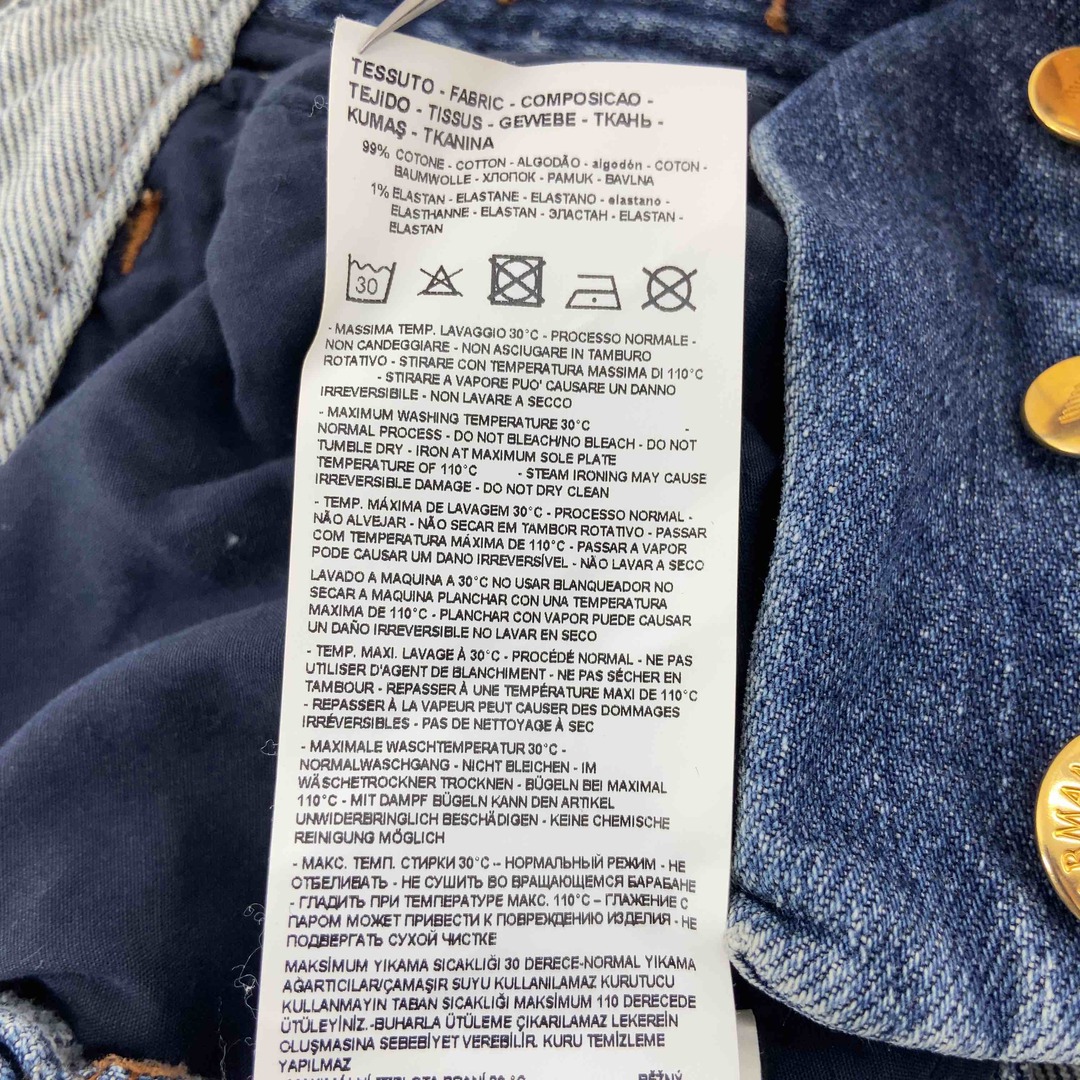 TESSUTO - FABRIC - COMPOSICAO -
TEJIDO - TISSUS - GEWEBE - ТКАНЬ -
KUMAŞ - TKANINA
99% COTONE - COTTON - ALGODÃO - algodón - COTON -
BAUMWOLLE - ХЛОПОК - PAMUK - BAVLNA
1% ELASTAN - ELASTANE - ELASTANO - elastano -
ELASTHANNE - ELASTAN - ЭЛАСТАН - ELASTAN -
ELASTAN
30
- MASSIMA TEMP. LAVAGGIO 30°C - PROCESSO NORMALE -
NON CANDEGGIARE - NON ASCIUGARE IN TAMBURO
ROTATIVO - STIRARE CON TEMPERATURA MASSIMA DI 110°C
- STIRARE A VAPORE PUO' CAUSARE UN DANNO
IRREVERSIBILE - NON LAVARE A SECCO
- MAXIMUM WASHING TEMPERATURE 30°C -
NORMAL PROCESS - DO NOT BLEACH/NO BLEACH - DO NOT
TUMBLE DRY - IRON AT MAXIMUM SOLE PLATE
TEMPERATURE OF 110°C - STEAM IRONING MAY CAUSE
IRREVERSIBLE DAMAGE - DO NOT DRY CLEAN
- TEMP. MÁXIMA DE LAVAGEM 30°C - PROCESSO NORMAL -
NÃO ALVEJAR - NÃO SECAR EM TAMBOR ROTATIVO - PASSAR
COM TEMPERATURA MÁXIMA DE 110°C - PASSAR A VAPOR
PODE CAUSAR UM DANO IRREVERSÍVEL - NÃO LAVAR A SECO
LAVADO A MAQUINA A 30°C NO USAR BLANQUEADOR NO
SECAR A MAQUINA PLANCHAR CON UNA TEMPERATURA
MAXIMA DE 110°C - PLANCHAR CON VAPOR PUEDE CAUSAR
UN DAÑO IRREVERSIBLE NO LAVAR EN SECO
- TEMP. MAXI. LAVAGE À 30°C - PROCÉDÉ NORMAL - NE PAS
UTILISER D'AGENT DE BLANCHIMENT - NE PAS SÉCHER EN
TAMBOUR - REPASSER À UNE TEMPÉRATURE MAXI DE 110°C
- REPASSER À LA VAPEUR PEUT CAUSER DES DOMMAGES
IRRÉVERSIBLES - PAS DE NETTOYAGE À SEC
- MAXIMALE WASCHTEMPERATUR 30°C -
NORMALWASCHGANG - NICHT BLEICHEN - IM
WÄSCHETROCKNER TROCKNEN - BÜGELN BEI MAXIMAL
110°C - MIT DAMPF BÜGELN KANN DEN ARTIKEL
UNWIDERBRINGLICH BESCHÄDIGEN - KEINE CHEMISCHE
REINIGUNG MÖGLICH
- МАКС. ТЕМП. СТИРКИ 30°C – НОРМАЛЬНЫЙ РЕЖИМ - НЕ
ОТБЕЛИВАТЬ - НЕ СУШИТЬ ВО ВРАЩАЮЩЕМСЯ БАРАБАНЕ
- ГЛАДИТЬ ПРИ ТЕМПЕРАТУРЕ МАКС. 110°C – ГЛАЖЕНИЕ С
ПАРОМ МОЖЕТ ПРИВЕСТИ К ПОВРЕЖДЕНИЮ ИЗДЕЛИЯ - НЕ
ПОДВЕРГАТЬ СУХОЙ ЧИСТКЕ
MAKSİMUM YIKAMA SICAKLIĞI 30 DERECE-NORMAL YIKAMA
AĞARTICILAR/ÇAMAŞIR SUYU KULLANILAMAZ KURUTUCU
KULLANMAYIN TABAN SICAKLIĞI MAKSİMUM 110 DERECEDE
ÜTÜLEYİNİZ.-BUHARLA ÜTÜLEME ÇIKARILAMAZ LEKERElN
OLUŞMASINA SEBEBİYET VEREBİLİR. KURU TEMİZLEME
YAPILMAZ